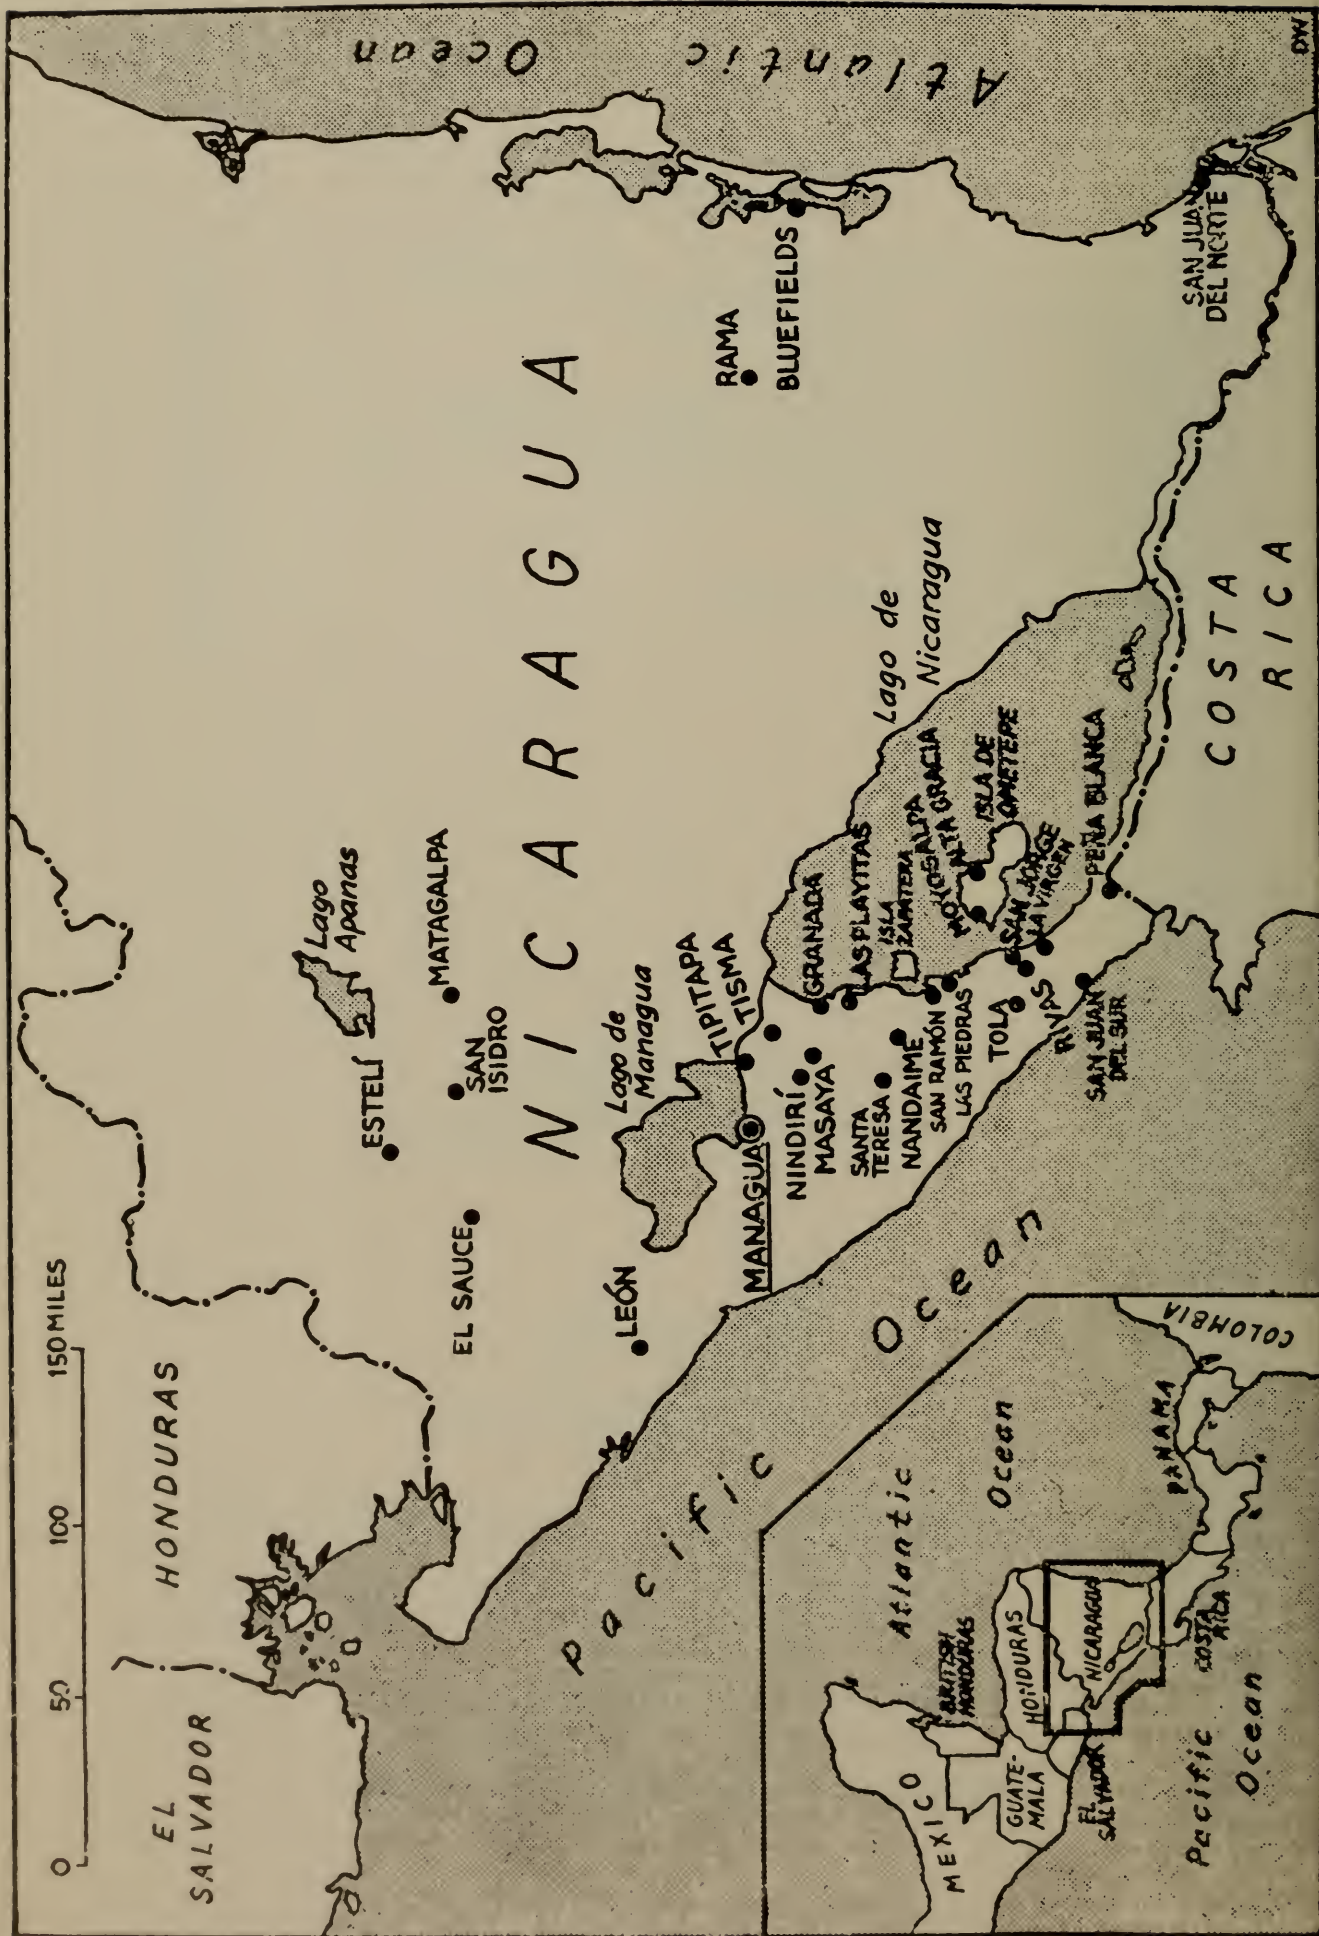 0 50 100 150 MILES
EL
SALVADOR
HONDURAS
Lago
Apanas
ESTELÍ
MATAGALPA
SAN
ISIDRO
EL SAUCE
NICARAGUA
LEÓN
Lago de
Managua
TIPITAPA
TISMA
MANAGUA
NINDIRÍ
MASAYA
GRANADA
LAS PLAYITAS
ISLA
ZAPATERA
SANTA
TERESA
NANDAIME
SAN RAMÓN
LAS PIEDRAS
MOYOGALPA
ALTA GRACIA
ISLA DE
OMETEPE
TOLA
RIVAS
SAN JORGE
LA VIRGEN
SAN JUAN
DEL SUR
PEÑA BLANCA
Lago de
Nicaragua
RAMA
BLUEFIELDS
SAN JUAN
DEL NORTE
COSTA
RICA
Atlantic Ocean
Pacific Ocean
DW
MEXICO
BRITISH
HONDURAS
GUATE-
MALA
EL
SALVADOR
HONDURAS
NICARAGUA
COSTA
RICA
PANAMA
COLOMBIA
Atlantic
Ocean
Pacific
Ocean